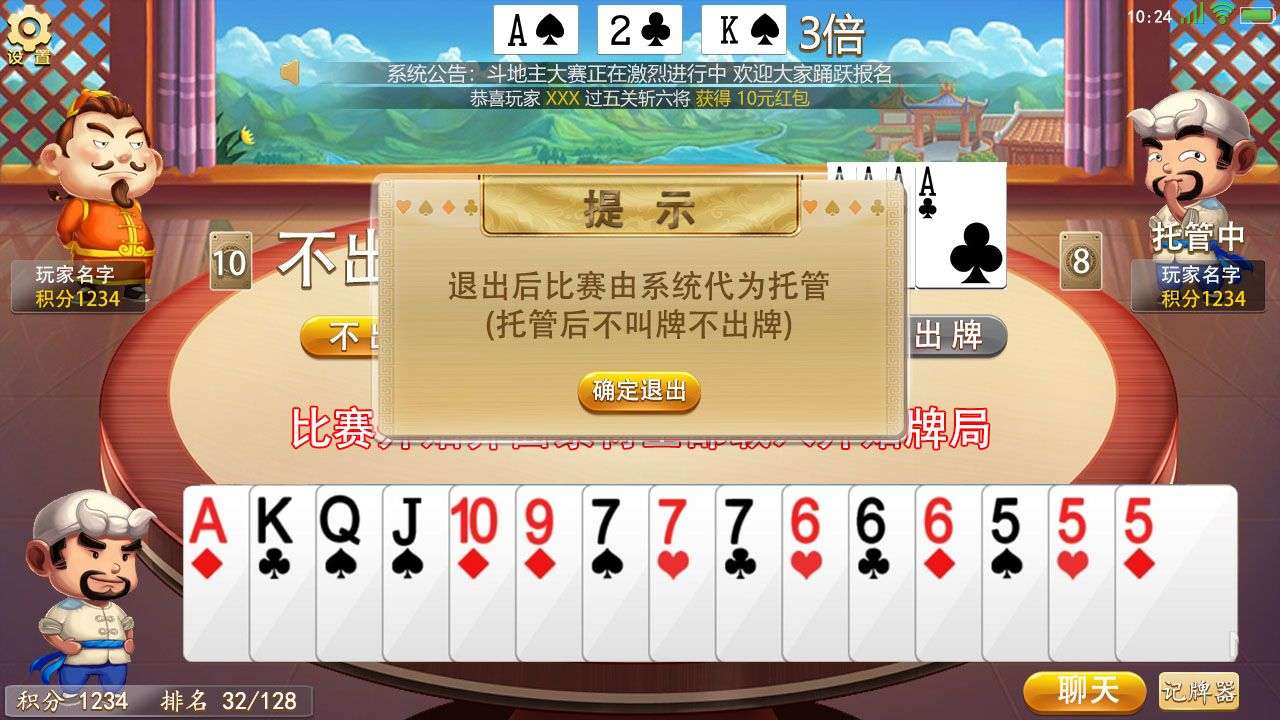 A 2 K 3倍
10:24
设置
系统公告：斗地主大赛正在激烈进行中 欢迎大家踊跃报名
恭喜玩家 XXX 过五关斩六将 获得 10元红包
A
提 示
托管中
10
不出
8
玩家名字
积分1234
玩家名字
积分1234
退出后比赛由系统代为托管
(托管后不叫牌不出牌)
不
出 牌
确定退出
比赛
牌局
A K Q J 10 9 7 7 7 6 6 6 5 5 5
积分 1234 排名 32/128
聊天
记牌器